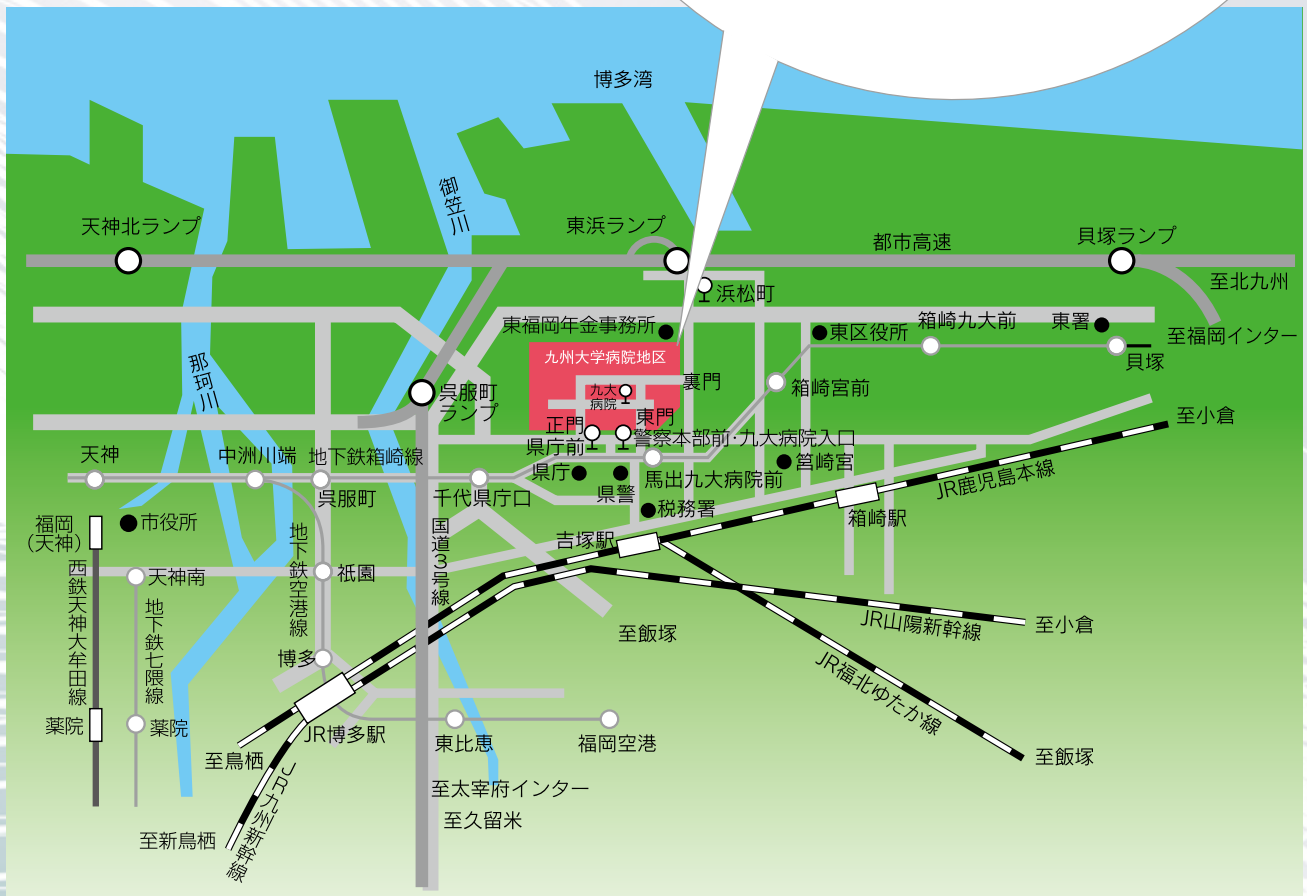 博多湾
御笠川
天神北ランプ
東浜ランプ
都市高速
貝塚ランプ
至北九州
浜松町
東福岡年金事務所
東区役所
箱崎九大前
東署
至福岡インター
貝塚
那珂川
九州大学病院地区
裏門
箱崎宮前
呉服町
ランプ
九大
病院
正門
東門
至小倉
県庁前
警察本部前・九大病院入口
天神
中洲川端
地下鉄箱崎線
呉服町
千代県庁口
県庁
県警
馬出九大病院前
筥崎宮
JR鹿児島本線
税務署
箱崎駅
福岡
(天神)
市役所
国道3号線
吉塚駅
地下鉄空港線
西鉄天神大牟田線
天神南
地下鉄七隈線
祇園
至飯塚
JR山陽新幹線
至小倉
博多
JR福北ゆたか線
薬院
薬院
JR博多駅
東比恵
福岡空港
至鳥栖
至飯塚
至太宰府インター
JR九州新幹線
至久留米
至新鳥栖